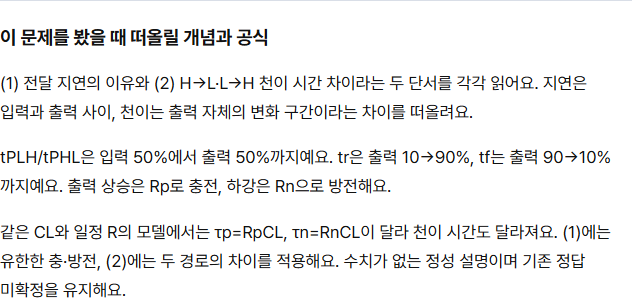 이 문제를 봤을 때 떠올릴 개념과 공식
(1) 전달 지연의 이유와 (2) H→L·L→H 천이 시간 차이라는 두 단서를 각각 읽어요. 지연은
입력과 출력 사이, 천이는 출력 자체의 변화 구간이라는 차이를 떠올려요.
tPLH/tPHL은 입력 50%에서 출력 50%까지예요. tr은 출력 10→90%, tf는 출력 90→10%
까지예요. 출력 상승은 Rp로 충전, 하강은 Rn으로 방전해요.
같은 CL와 일정 R의 모델에서는 τp=RpCL, τn=RnCL이 달라 천이 시간도 달라져요. (1)에는
유한한 충·방전, (2)에는 두 경로의 차이를 적용해요. 수치가 없는 정성 설명이며 기존 정답
미확정을 유지해요.